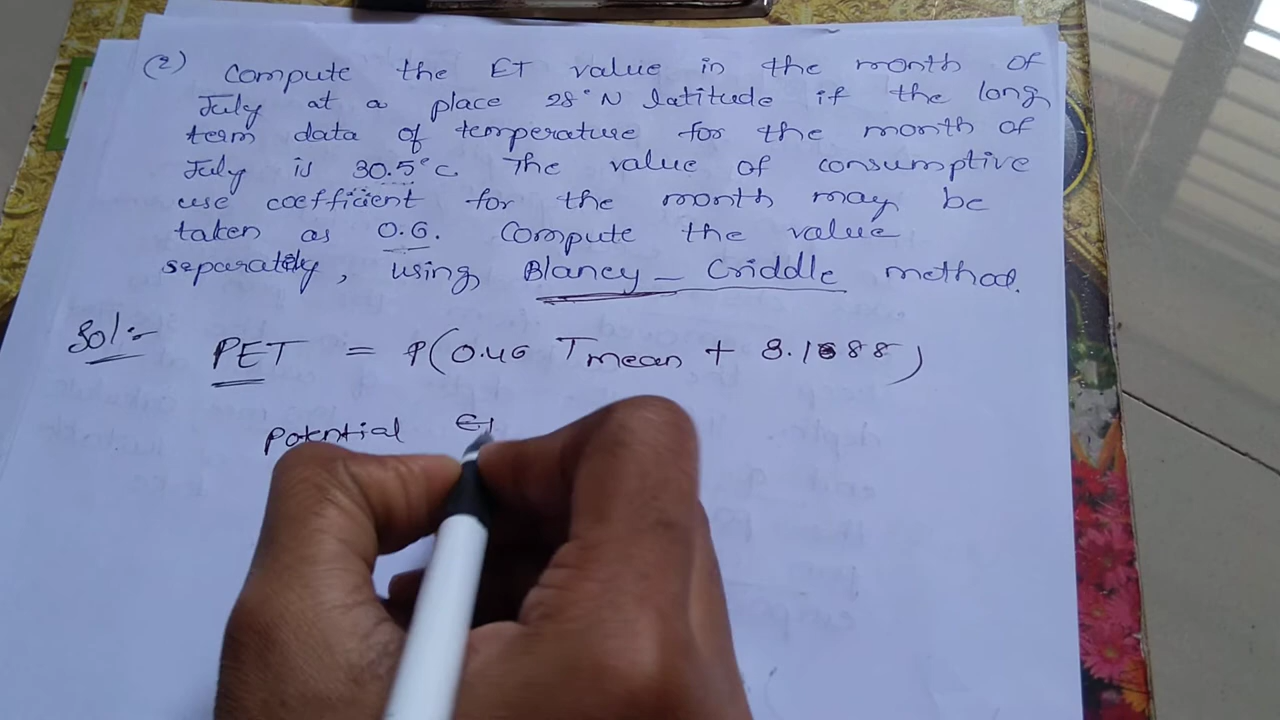 (2) Compute the ET value in the month of
July at a place 28°N latitude if the long
term data of temperature for the month of
July is 30.5°C. The value of consumptive
use coefficient for the month may be
taken as 0.6. Compute the value
separately, using Blaney - Criddle method.
Sol:-
PET = P(0.46 Tmean + 8.1688)
Potential ET